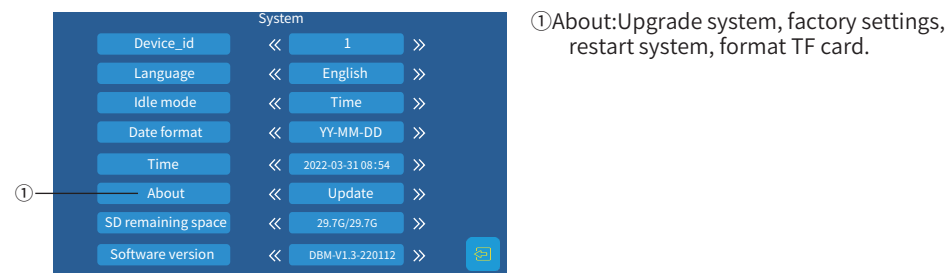 System
Device_id « 1 »
Language « English »
Idle mode « Time »
Date format « YY-MM-DD »
Time « 2022-03-31 08:54 »
① About « Update »
SD remaining space « 29.7G/29.7G »
Software version « DBM-V1.3-220112 »
①About:Upgrade system, factory settings,
restart system, format TF card.